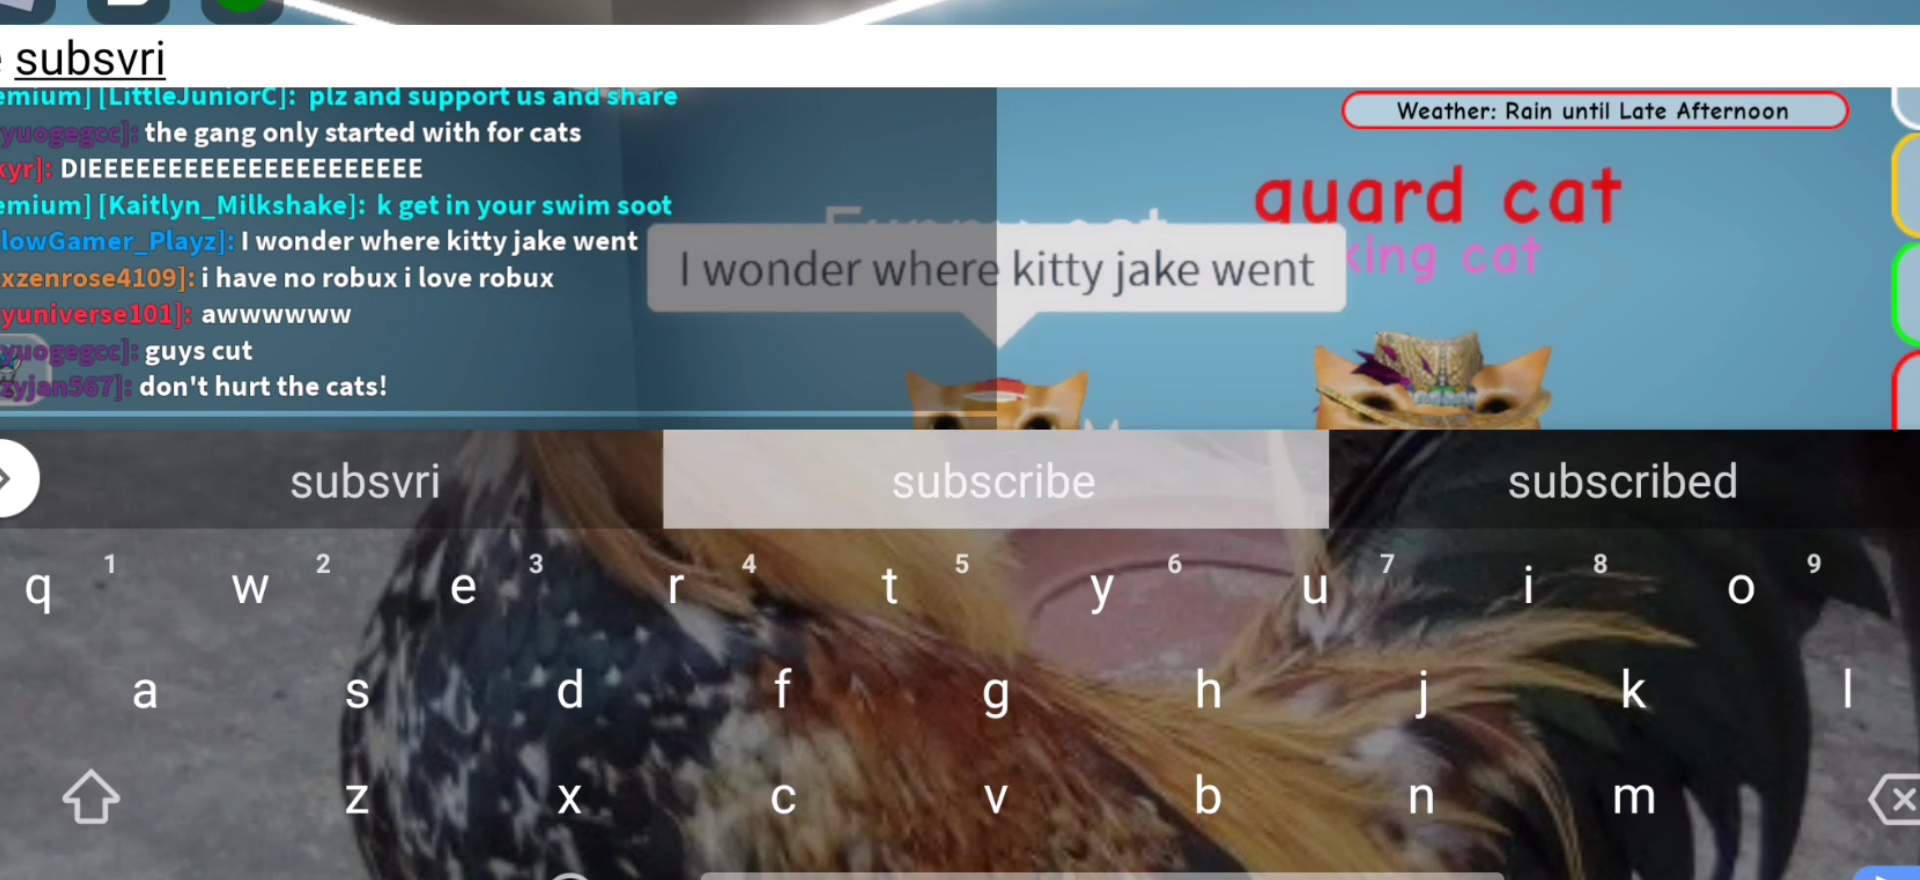 subsvri
emium] [LittleJuniorC]: plz and support us and share
yuogegcc]: the gang only started with for cats
kyr]: DIEEEEEEEEEEEEEEEEEEEEE
emium] [Kaitlyn_Milkshake]: k get in your swim soot
lowGamer_Playz]: I wonder where kitty jake went
xzenrose4109]: i have no robux i love robux
yuniverse101]: awwwwww
yuogegcc]: guys cut
zyjan567]: don't hurt the cats!
Weather: Rain until Late Afternoon
guard cat
king cat
I wonder where kitty jake went
subsvri subscribe subscribed
1 2 3 4 5 6 7 8 9
q w e r t y u i o
a s d f g h j k l
z x c v b n m